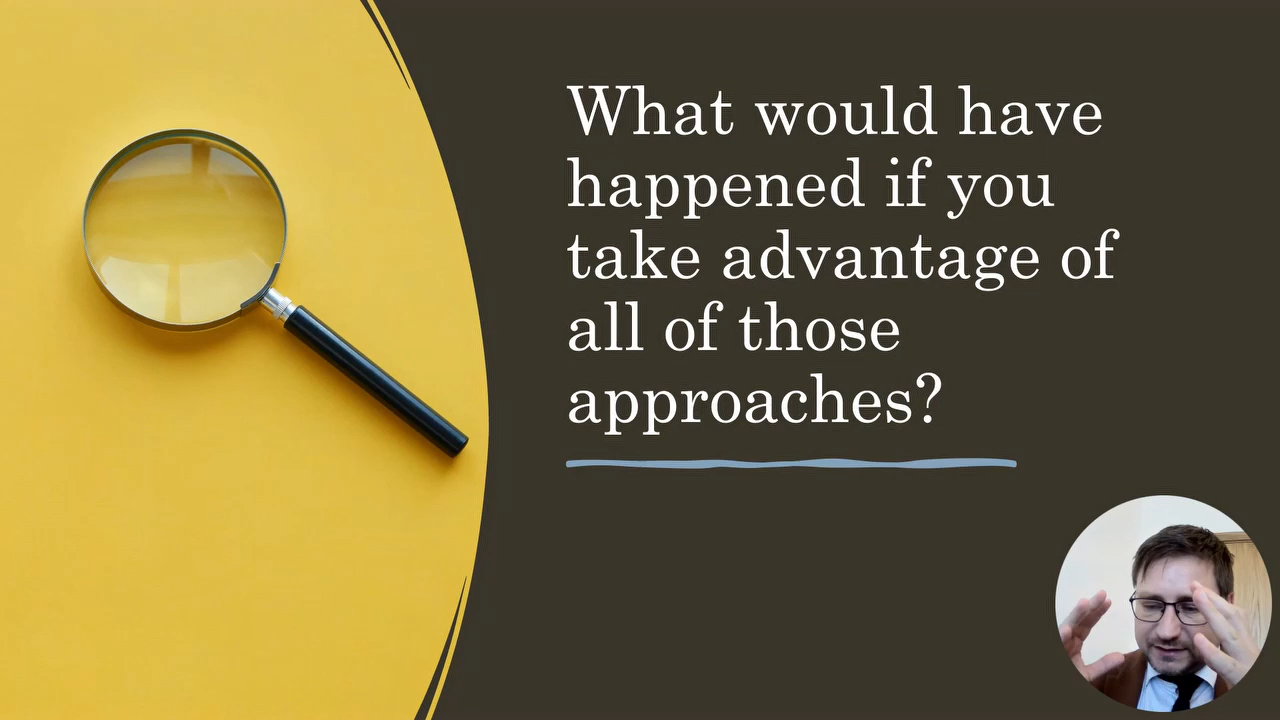 What would have
happened if you
take advantage of
all of those
approaches?